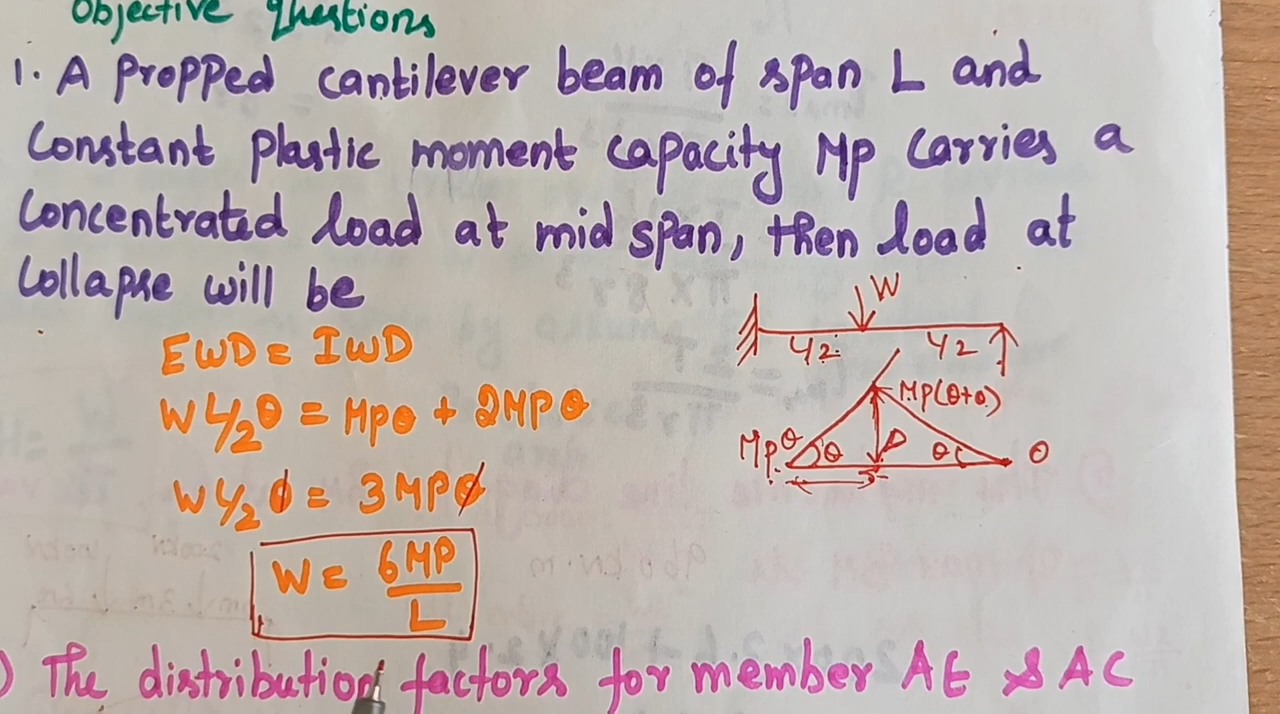 Objective questions
1. A propped cantilever beam of span L and
Constant plastic moment capacity Mp carries a
Concentrated load at mid span, then load at
Collapse will be
W
L/2 L/2
EWD = IWD
W L/2 θ = Mpθ + 2MPθ
Mp(θ+θ)
Mpθ θ θ 0
W L/2 θ = 3MPθ
W = 6MP/L
) The distribution factors for member AE & AC